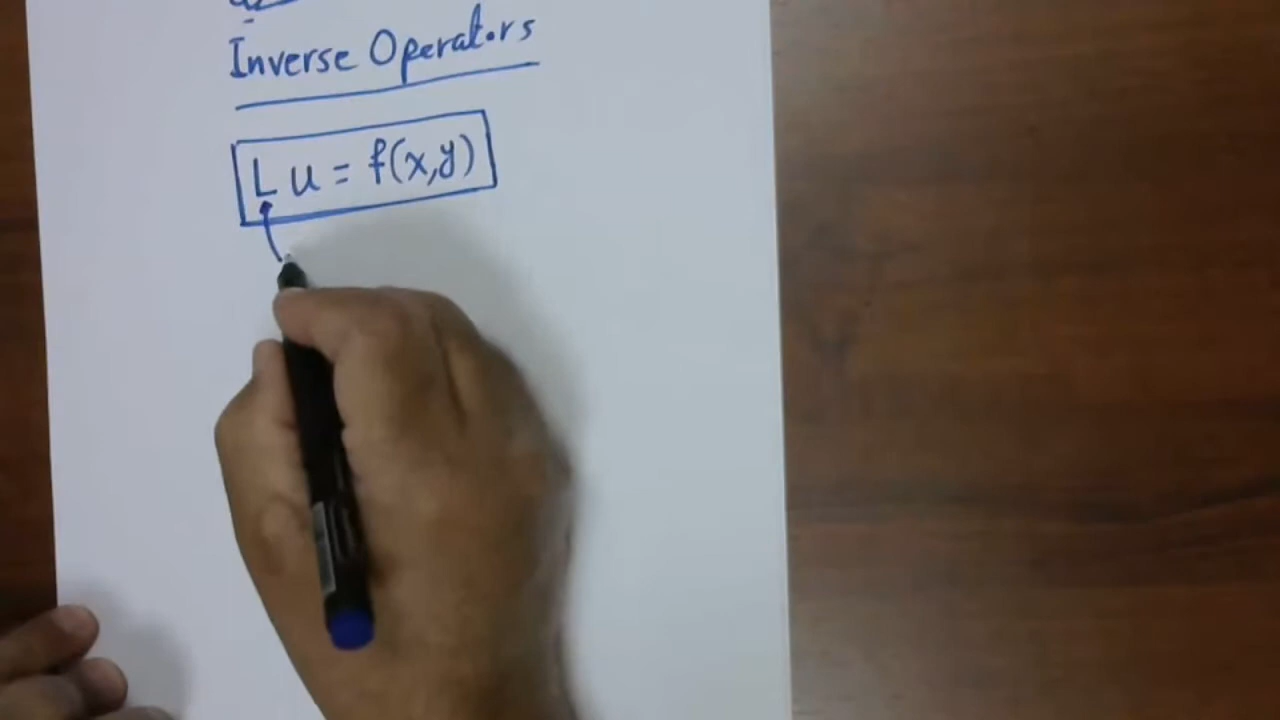 Inverse Operators
L u = f(x,y)